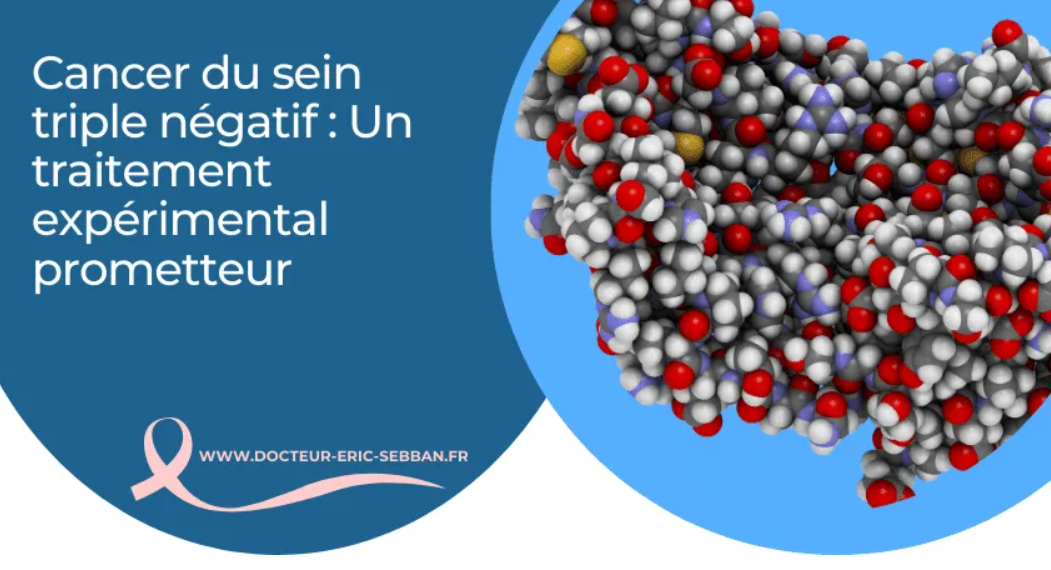 Cancer du sein
triple négatif : Un
traitement
expérimental
prometteur
WWW.DOCTEUR-ERIC-SEBBAN.FR